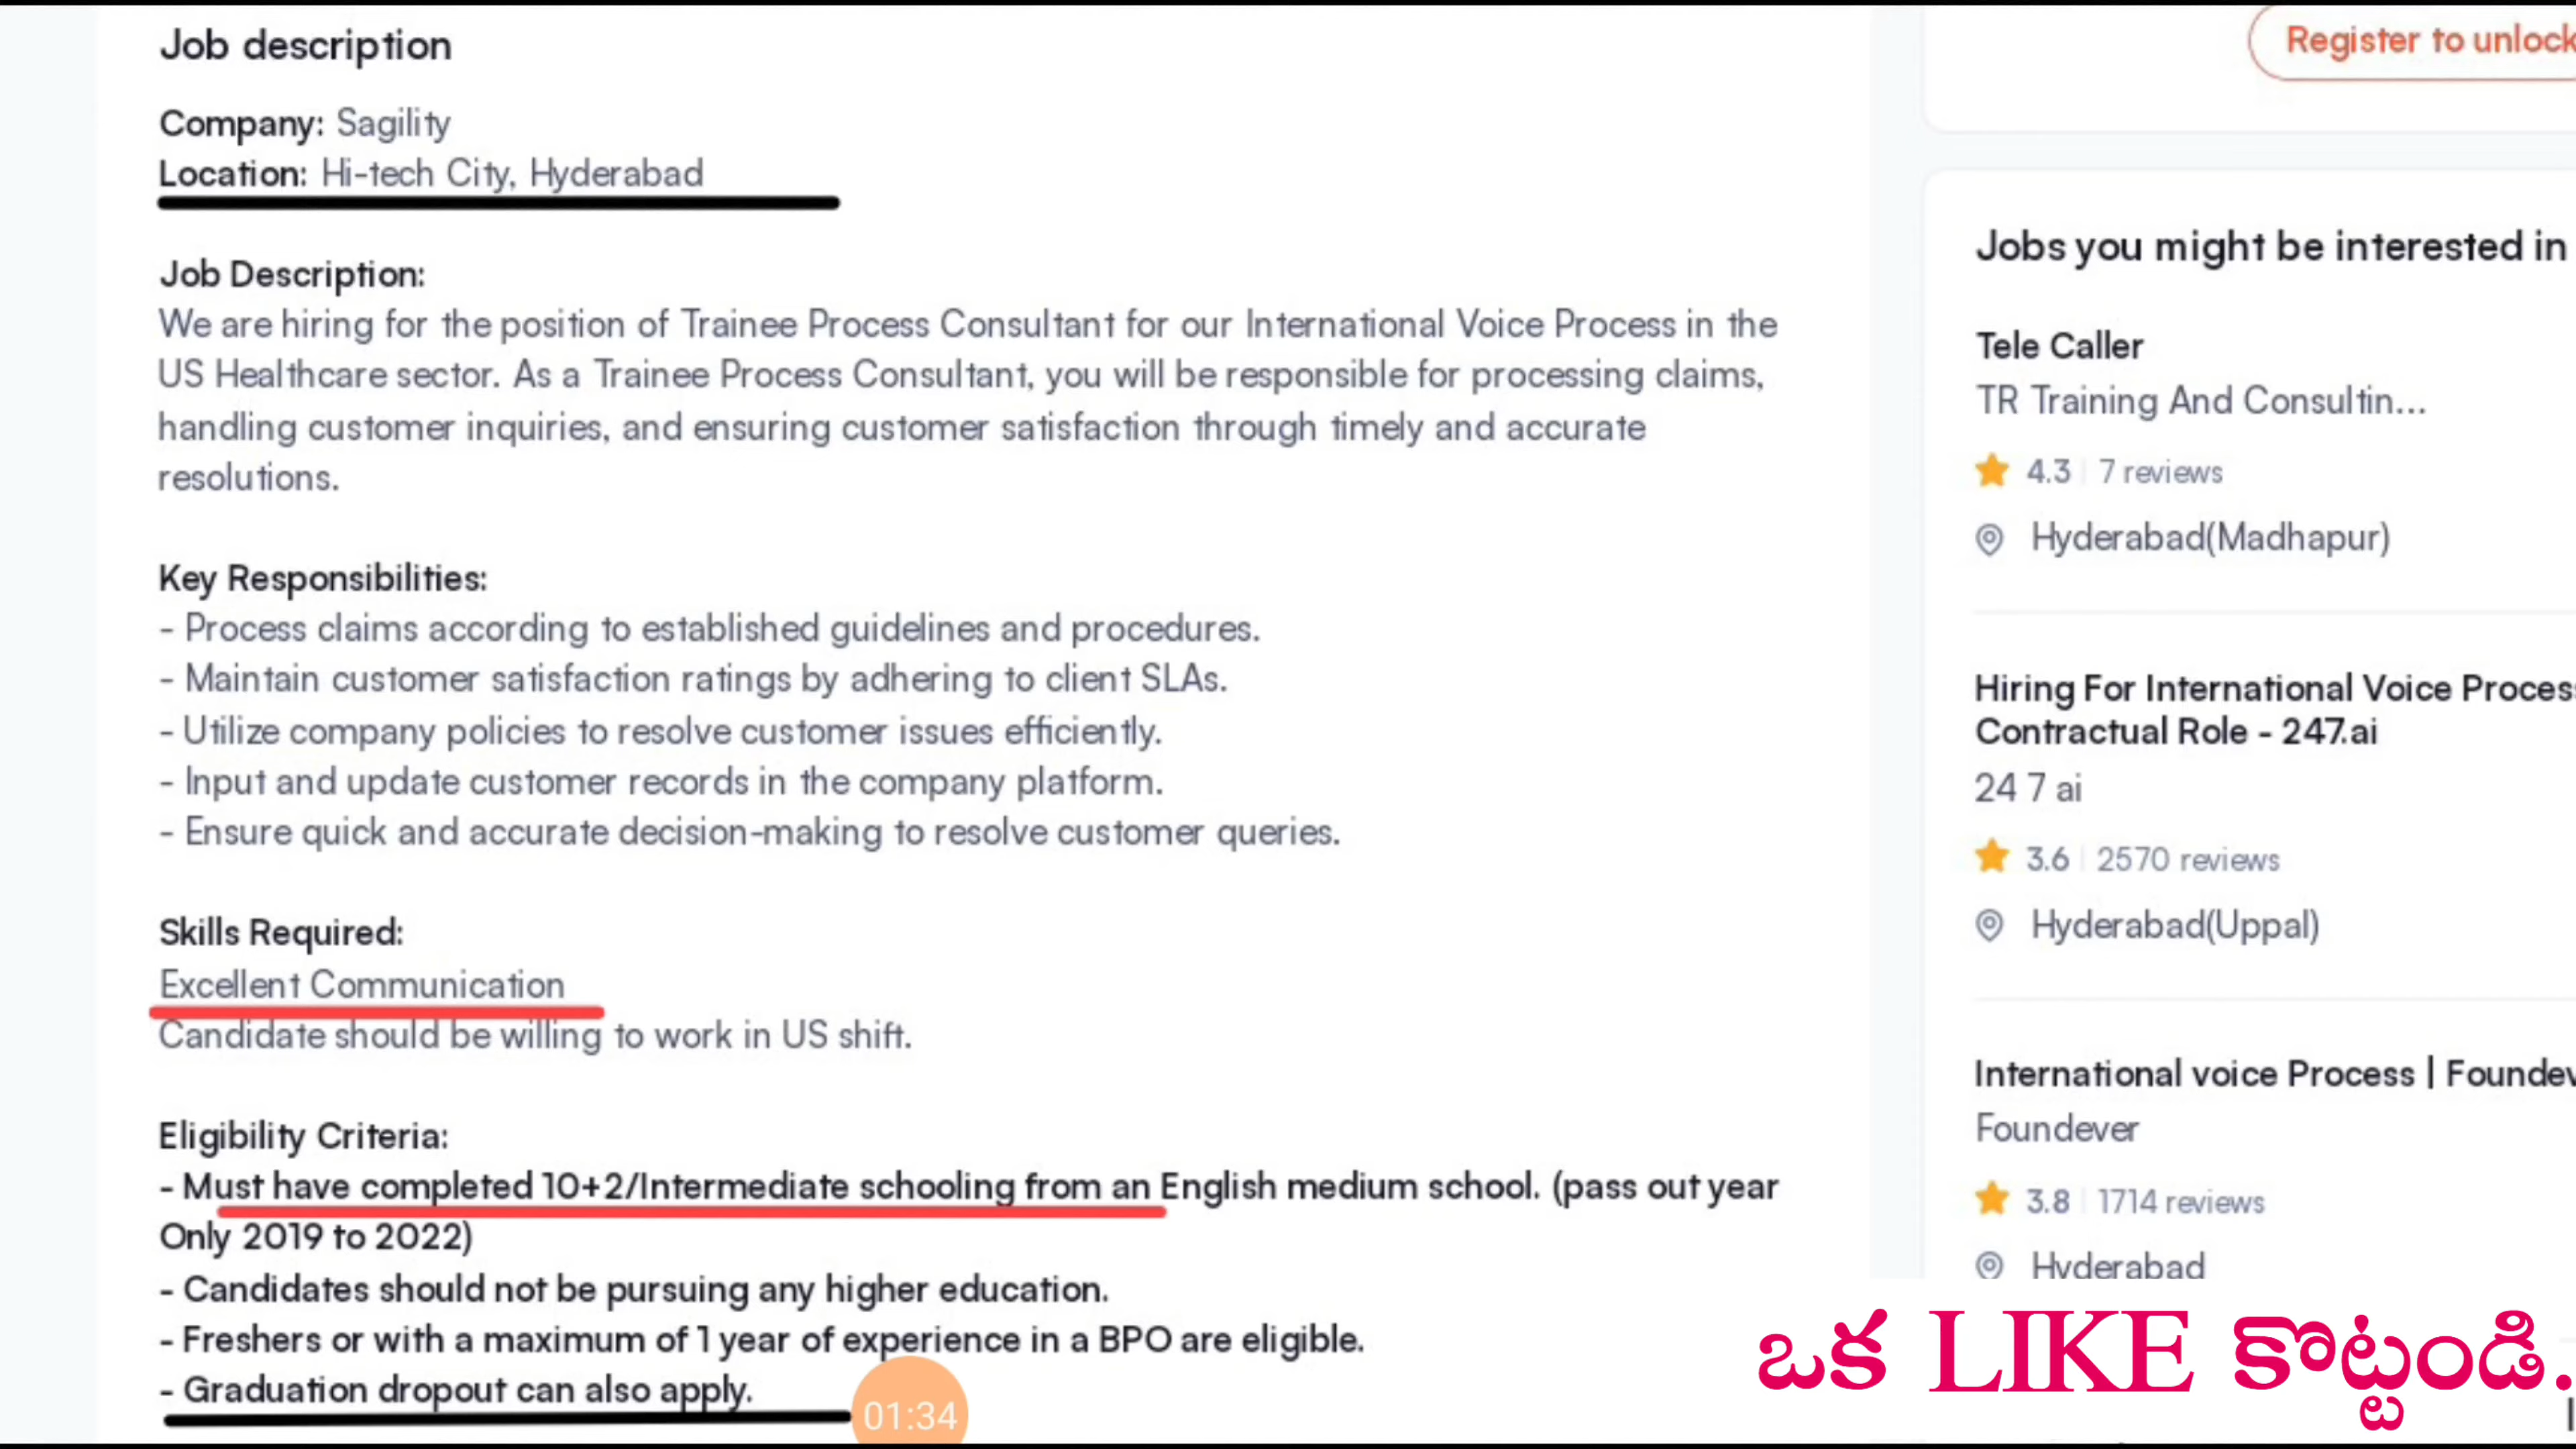 Job description
Company: Sagility
Location: Hi-tech City, Hyderabad
Job Description:
We are hiring for the position of Trainee Process Consultant for our International Voice Process in the
US Healthcare sector. As a Trainee Process Consultant, you will be responsible for processing claims,
handling customer inquiries, and ensuring customer satisfaction through timely and accurate
resolutions.
Key Responsibilities:
- Process claims according to established guidelines and procedures.
- Maintain customer satisfaction ratings by adhering to client SLAs.
- Utilize company policies to resolve customer issues efficiently.
- Input and update customer records in the company platform.
- Ensure quick and accurate decision-making to resolve customer queries.
Skills Required:
Excellent Communication
Candidate should be willing to work in US shift.
Eligibility Criteria:
- Must have completed 10+2/Intermediate schooling from an English medium school. (pass out year
Only 2019 to 2022)
- Candidates should not be pursuing any higher education.
- Freshers or with a maximum of 1 year of experience in a BPO are eligible.
- Graduation dropout can also apply.
01:34
Register to unlock
Jobs you might be interested in
Tele Caller
TR Training And Consultin...
4.3 | 7 reviews
Hyderabad(Madhapur)
Hiring For International Voice Proces
Contractual Role - 247.ai
24 7 ai
3.6 | 2570 reviews
Hyderabad(Uppal)
International voice Process | Foundev
Foundever
3.8 | 1714 reviews
Hyderabad
ఒక LIKE కొట్టండి.